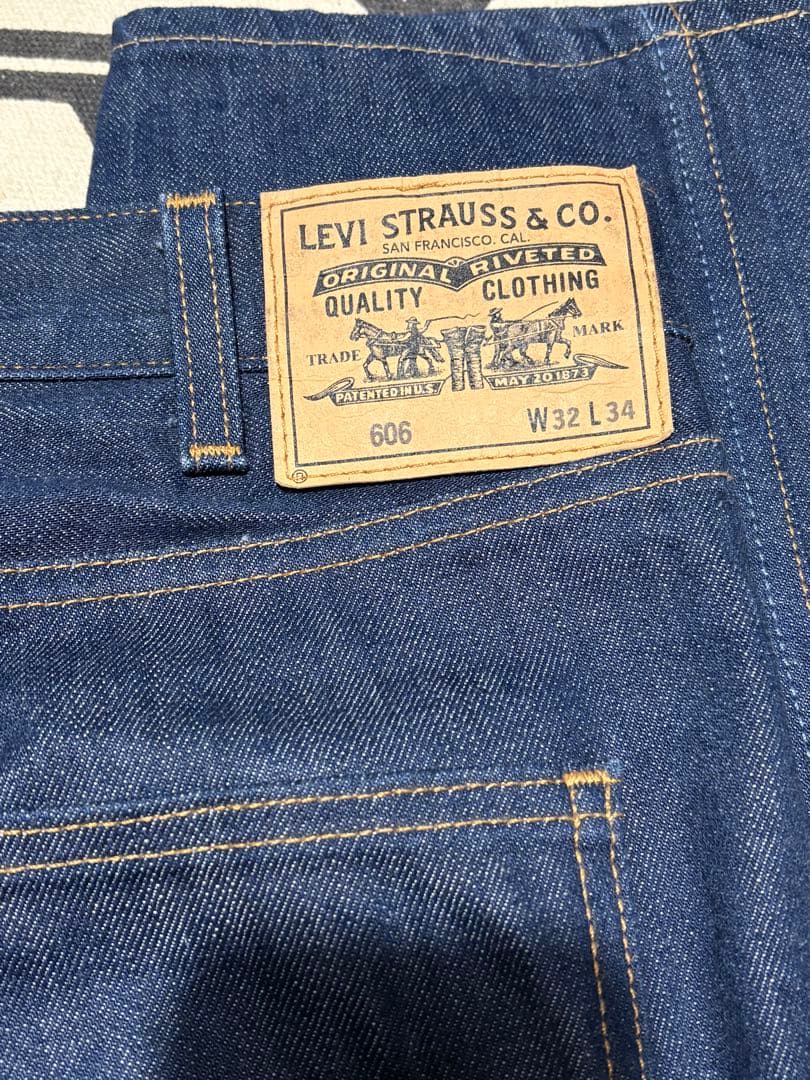 LEVI STRAUSS & CO.
SAN FRANCISCO. CAL.
ORIGINAL RIVETED
QUALITY CLOTHING
TRADE MARK
PATENTED IN U.S. MAY 20 1873
606 W32 L34
®